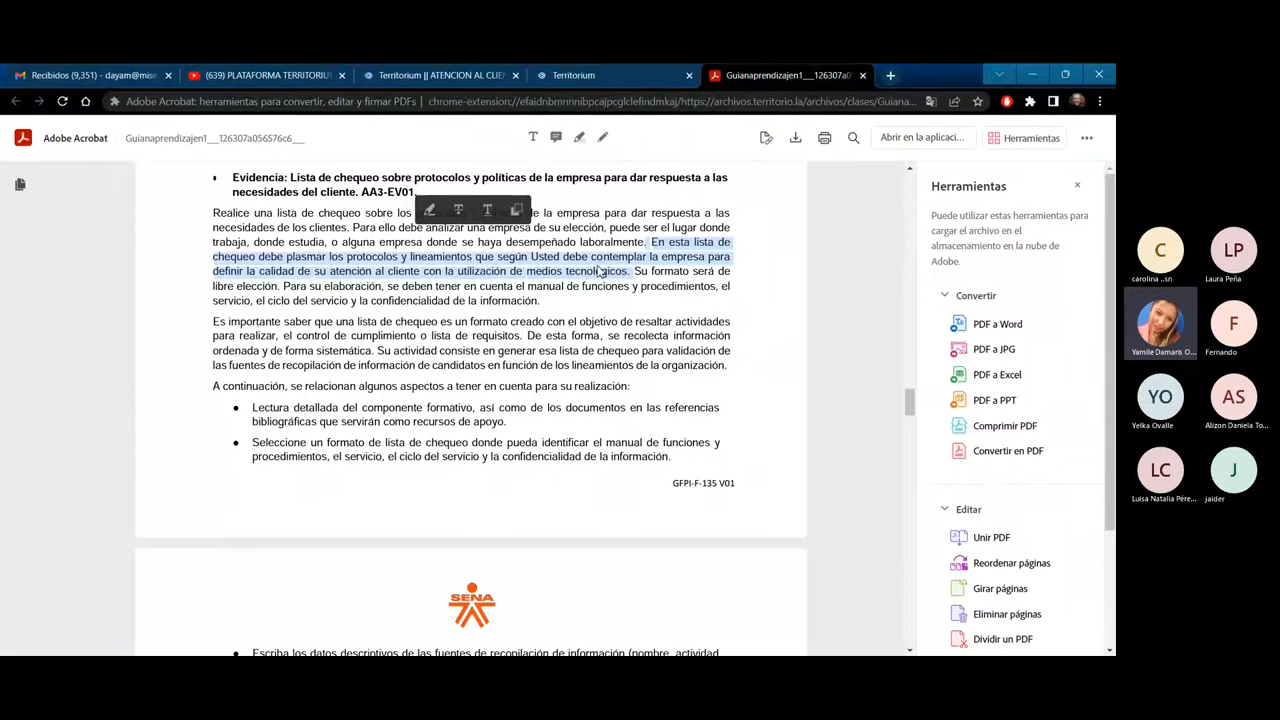 Recibidos (9,351) - dayam@mise
(639) PLATAFORMA TERRITORIU
Territorium || ATENCION AL CLIE
Territorium
Guianaprendizajen1___126307a0
Adobe Acrobat: herramientas para convertir, editar y firmar PDFs | chrome-extension://efaidnbmnnnibpcajpcglclefindmkaj/https://archivos.territorio.la/archivos/clases/Guiana...
Adobe Acrobat
Guianaprendizajen1___126307a056576c6___
Abrir en la aplicaci...
Herramientas
• Evidencia: Lista de chequeo sobre protocolos y políticas de la empresa para dar respuesta a las
necesidades del cliente. AA3-EV01.
Realice una lista de chequeo sobre los de la empresa para dar respuesta a las
necesidades de los clientes. Para ello debe analizar una empresa de su elección, puede ser el lugar donde
trabaja, donde estudia, o alguna empresa donde se haya desempeñado laboralmente. En esta lista de
chequeo debe plasmar los protocolos y lineamientos que según Usted debe contemplar la empresa para
definir la calidad de su atención al cliente con la utilización de medios tecnológicos. Su formato será de
libre elección. Para su elaboración, se deben tener en cuenta el manual de funciones y procedimientos, el
servicio, el ciclo del servicio y la confidencialidad de la información.
Es importante saber que una lista de chequeo es un formato creado con el objetivo de resaltar actividades
para realizar, el control de cumplimiento o lista de requisitos. De esta forma, se recolecta información
ordenada y de forma sistemática. Su actividad consiste en generar esa lista de chequeo para validación de
las fuentes de recopilación de información de candidatos en función de los lineamientos de la organización.
A continuación, se relacionan algunos aspectos a tener en cuenta para su realización:
● Lectura detallada del componente formativo, así como de los documentos en las referencias
bibliográficas que servirán como recursos de apoyo.
● Seleccione un formato de lista de chequeo donde pueda identificar el manual de funciones y
procedimientos, el servicio, el ciclo del servicio y la confidencialidad de la información.
GFPI-F-135 V01
SENA
● Escriba los datos descriptivos de las fuentes de recopilación de información (nombre, actividad
Herramientas
Puede utilizar estas herramientas para
cargar el archivo en el
almacenamiento en la nube de
Adobe.
Convertir
PDF a Word
PDF a JPG
PDF a Excel
PDF a PPT
Comprimir PDF
Convertir en PDF
Editar
Unir PDF
Reordenar páginas
Girar páginas
Eliminar páginas
Dividir un PDF
C
carolina ..sn
LP
Laura Peña
Yamile Damaris O...
F
Fernando
YO
Yelka Ovalle
AS
Alizon Daniela To...
LC
Luisa Natalia Pére...
J
jaider